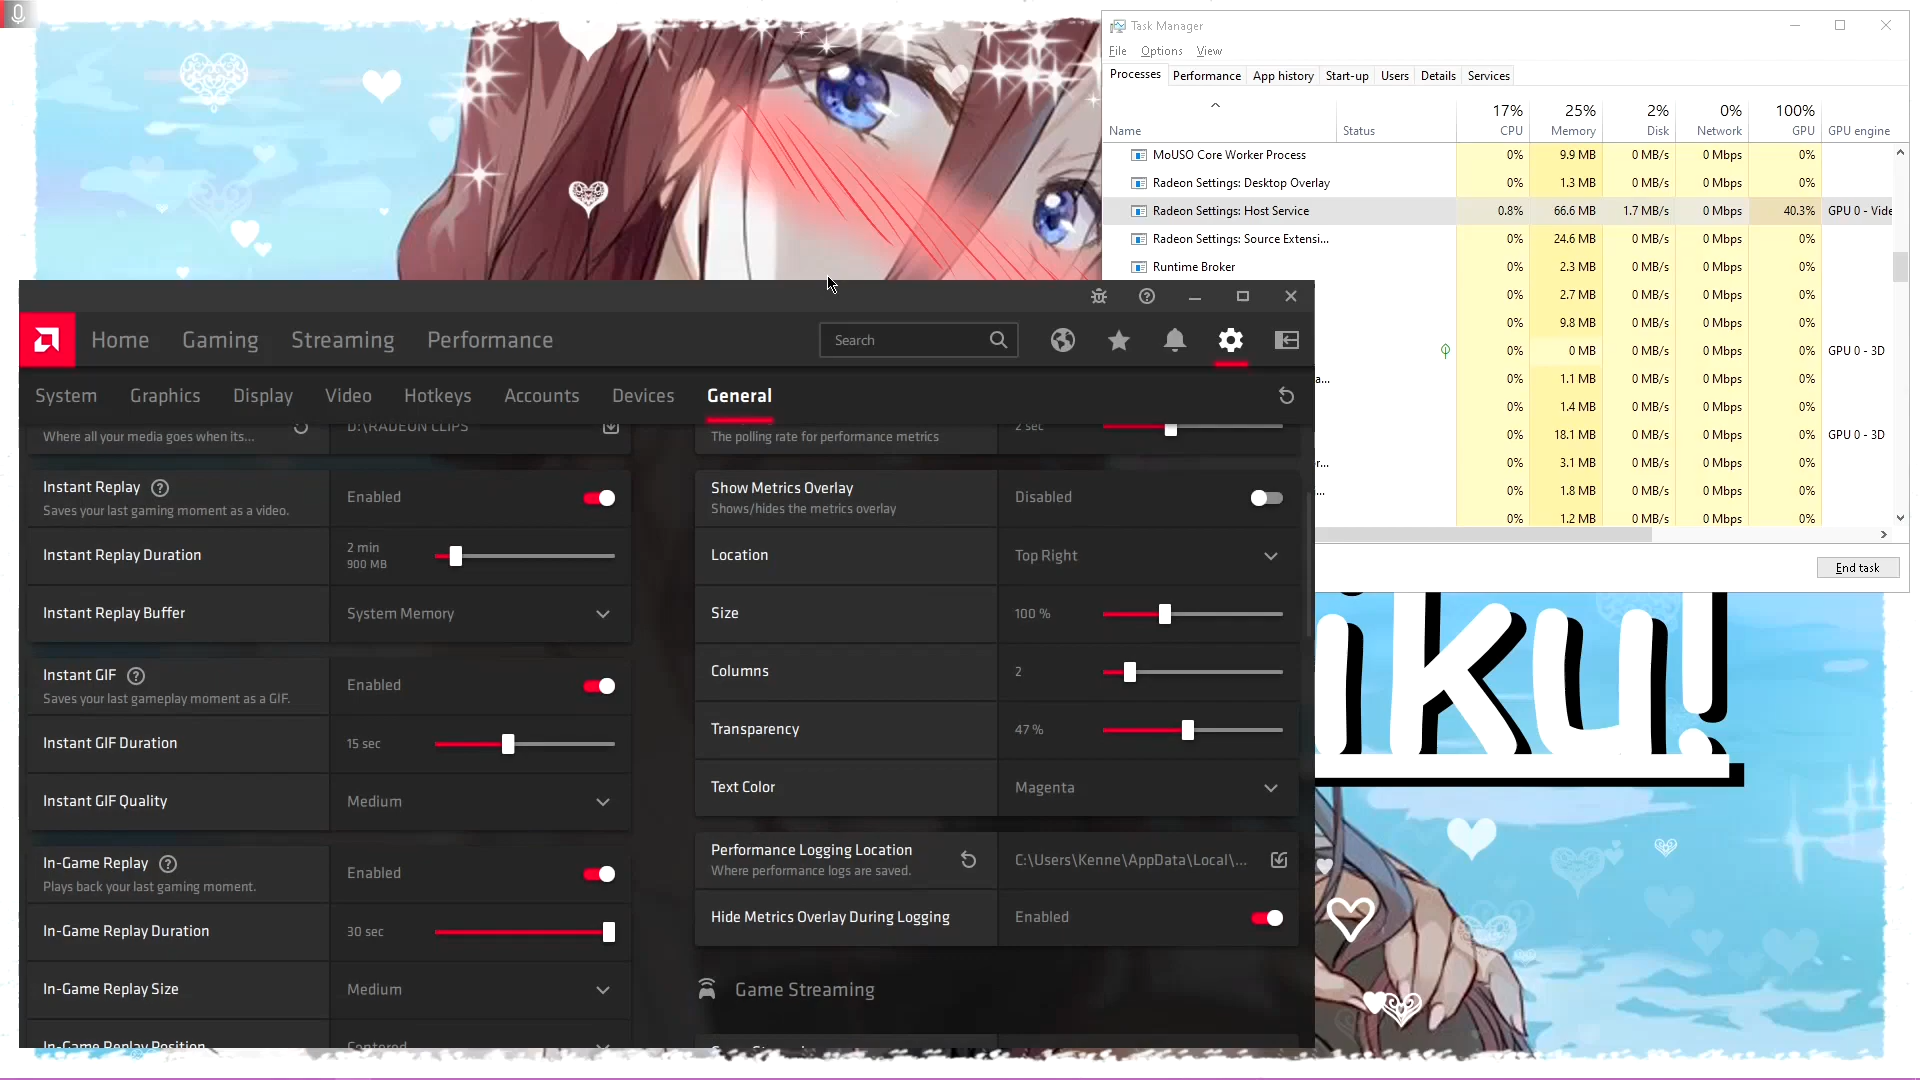 Task Manager
File Options View
Processes Performance App history Start-up Users Details Services
17% 25% 2% 0% 100%
Name Status CPU Memory Disk Network GPU GPU engine
MoUSO Core Worker Process 0% 9.9 MB 0 MB/s 0 Mbps 0%
Radeon Settings: Desktop Overlay 0% 1.3 MB 0 MB/s 0 Mbps 0%
Radeon Settings: Host Service 0.8% 66.6 MB 1.7 MB/s 0 Mbps 40.3% GPU 0 - Vide
Radeon Settings: Source Extensi... 0% 24.6 MB 0 MB/s 0 Mbps 0%
Runtime Broker 0% 2.3 MB 0 MB/s 0 Mbps 0%
0% 2.7 MB 0 MB/s 0 Mbps 0%
0% 9.8 MB 0 MB/s 0 Mbps 0%
0% 0 MB 0 MB/s 0 Mbps 0% GPU 0 - 3D
a... 0% 1.1 MB 0 MB/s 0 Mbps 0%
0% 1.4 MB 0 MB/s 0 Mbps 0%
0% 18.1 MB 0 MB/s 0 Mbps 0% GPU 0 - 3D
r... 0% 3.1 MB 0 MB/s 0 Mbps 0%
... 0% 1.8 MB 0 MB/s 0 Mbps 0%
0% 1.2 MB 0 MB/s 0 Mbps 0%
End task
Home Gaming Streaming Performance Search
System Graphics Display Video Hotkeys Accounts Devices General
D:\RADEON CLIPS
Where all your media goes when its...
Instant Replay Enabled
Saves your last gaming moment as a video.
Instant Replay Duration 2 min
900 MB
Instant Replay Buffer System Memory
Instant GIF Enabled
Saves your last gameplay moment as a GIF.
Instant GIF Duration 15 sec
Instant GIF Quality Medium
In-Game Replay Enabled
Plays back your last gaming moment.
In-Game Replay Duration 30 sec
In-Game Replay Size Medium
In-Game Replay Position Centered
2 sec
The polling rate for performance metrics
Show Metrics Overlay Disabled
Shows/hides the metrics overlay
Location Top Right
Size 100 %
Columns 2
Transparency 47 %
Text Color Magenta
Performance Logging Location C:\Users\Kenne\AppData\Local\...
Where performance logs are saved.
Hide Metrics Overlay During Logging Enabled
Game Streaming
iku!